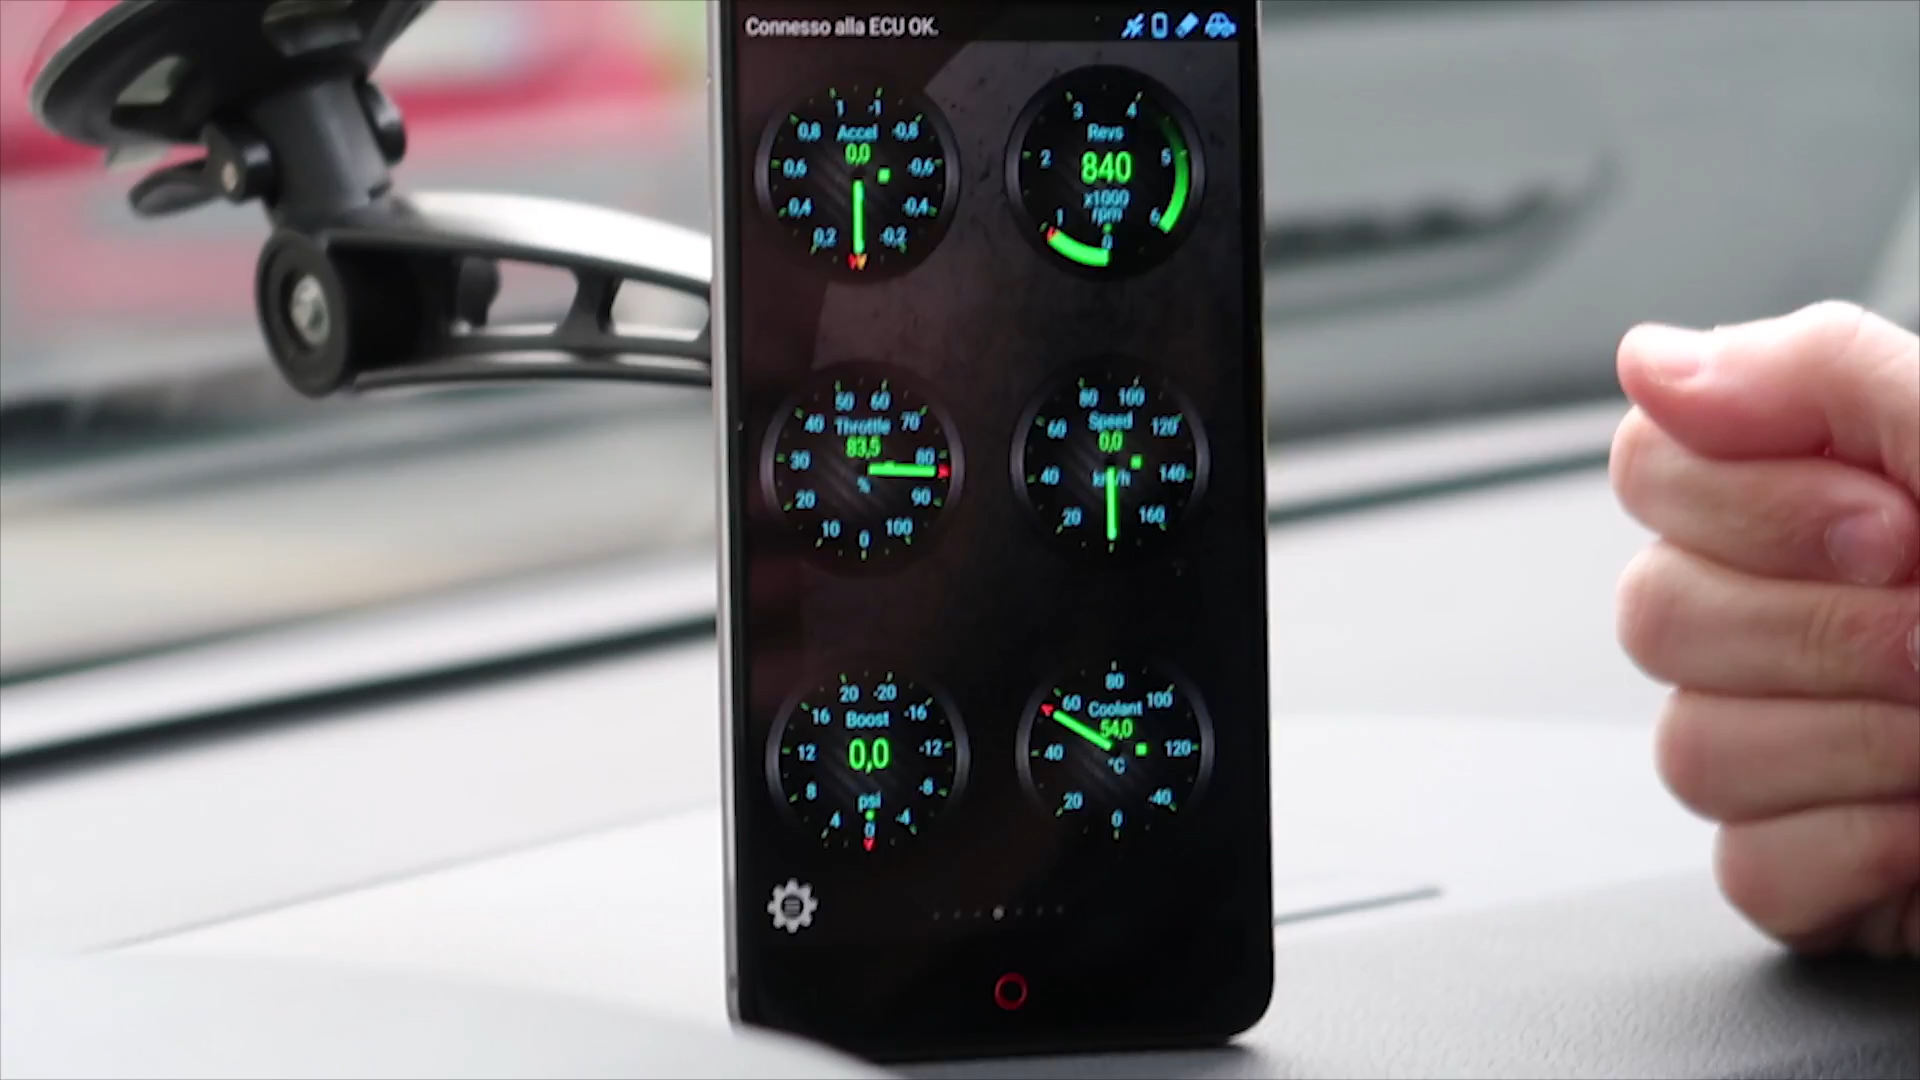 Connesso alla ECU OK.
1 -1
0,8 Accel -0,8
0,0
0,6 -0,6
0,4 -0,4
0,2 -0,2
3 4
Revs
2 840 5
x1000
rpm
1 6
0
50 60
40 Throttle 70
83,5
30 80
%
20 90
10 100
0
80 100
Speed
60 120
0,0
40 km/h 140
20 160
20 -20
16 Boost -16
12 0,0 -12
8 psi -8
4 0 -4
80
60 Coolant 100
54,0
40 120
°C
20 -40
0